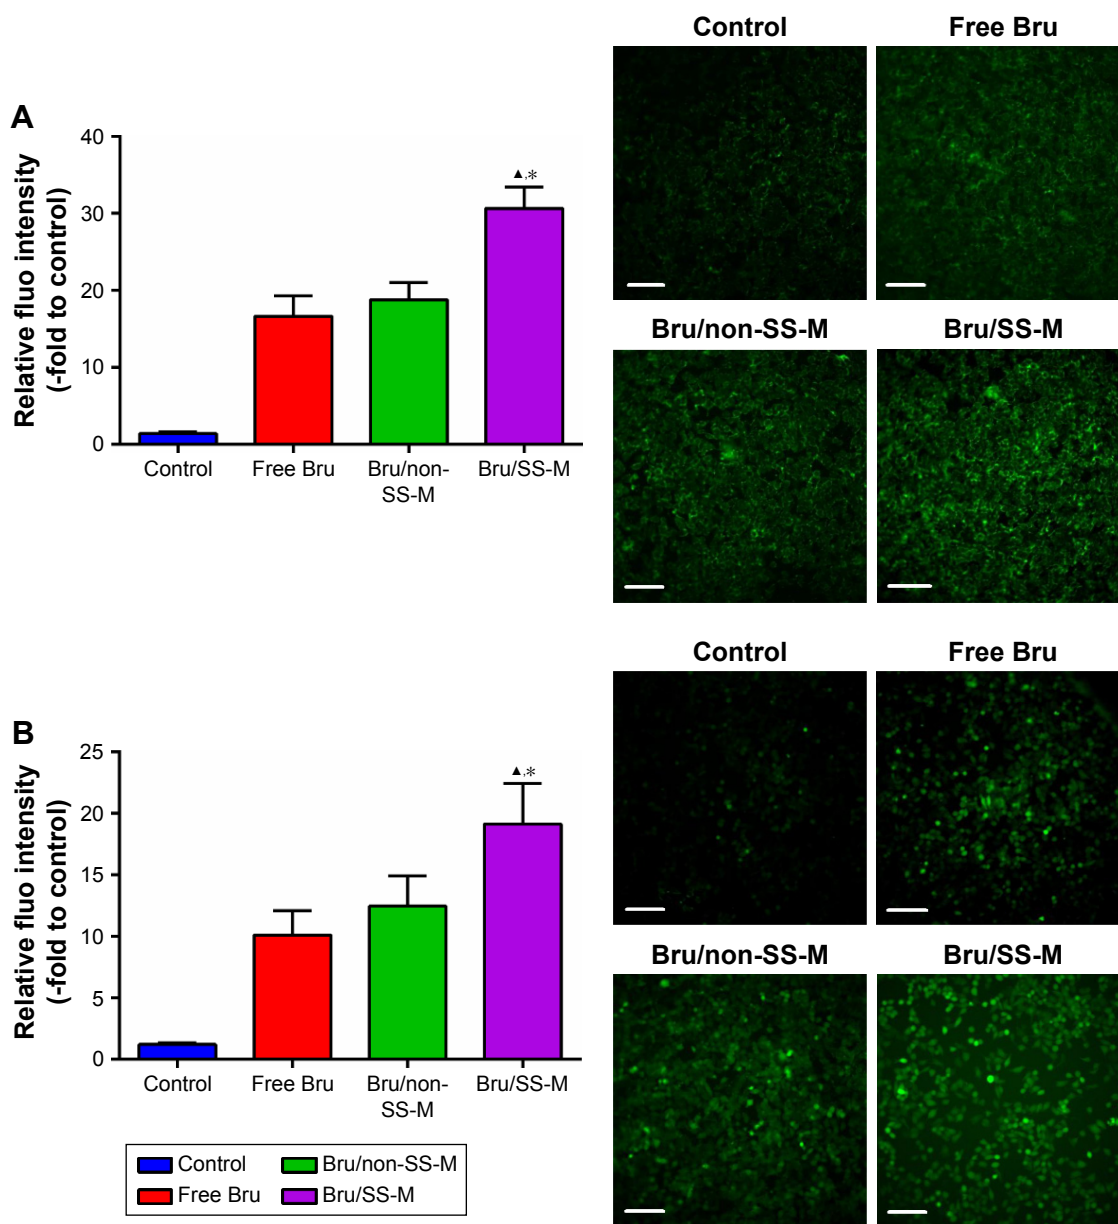 A
Relative fluo intensity
(-fold to control)
40
30
20
10
0
▲,*
Control
Free Bru
Bru/non-
SS-M
Bru/SS-M
Control
Free Bru
Bru/non-SS-M
Bru/SS-M
B
Relative fluo intensity
(-fold to control)
25
20
15
10
5
0
▲,*
Control
Free Bru
Bru/non-
SS-M
Bru/SS-M
Control
Bru/non-SS-M
Free Bru
Bru/SS-M
Control
Free Bru
Bru/non-SS-M
Bru/SS-M